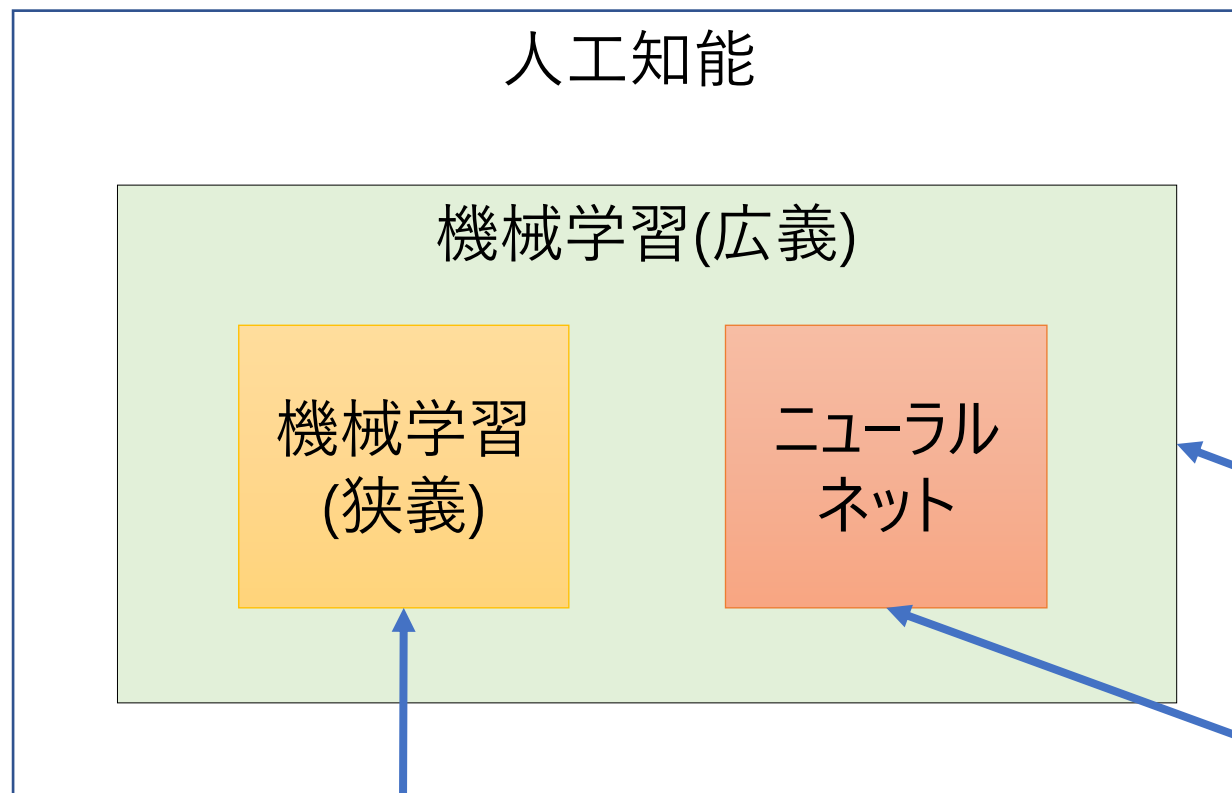 人工知能
機械学習(広義)
機械学習
(狭義)
ニューラル
ネット